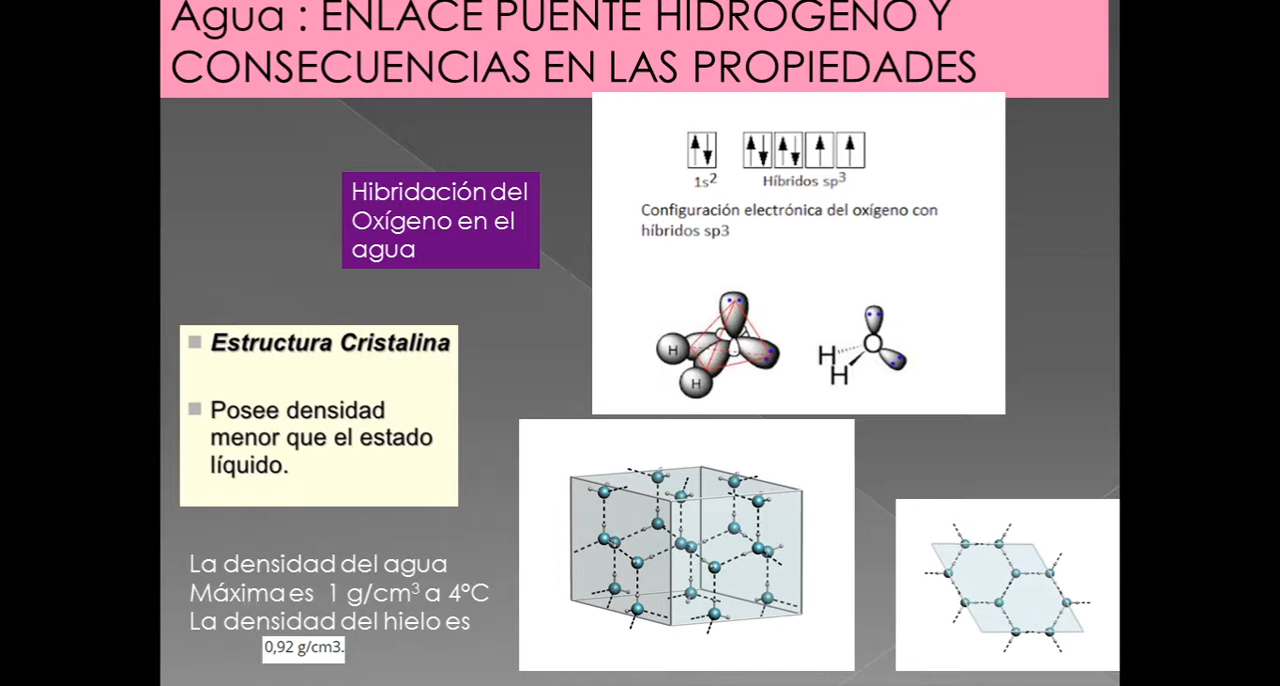 Agua : ENLACE PUENTE HIDROGENO Y
CONSECUENCIAS EN LAS PROPIEDADES
1s2
Híbridos sp3
Configuración electrónica del oxígeno con
híbridos sp3
Hibridación del
Oxígeno en el
agua
H
H
H
H
O
Estructura Cristalina
Posee densidad
menor que el estado
líquido.
La densidad del agua
Máxima es 1 g/cm3 a 4ºC
La densidad del hielo es
0,92 g/cm3.